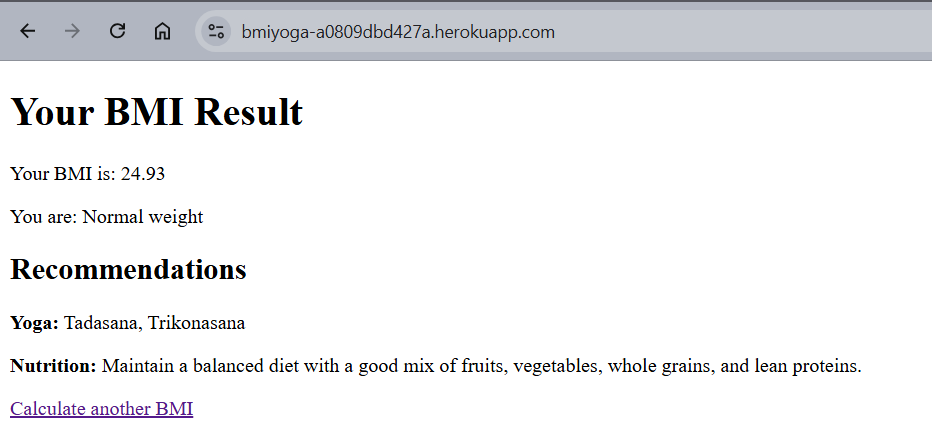 bmiyoga-a0809dbd427a.herokuapp.com
Your BMI Result
Your BMI is: 24.93
You are: Normal weight
Recommendations
Yoga: Tadasana, Trikonasana
Nutrition: Maintain a balanced diet with a good mix of fruits, vegetables, whole grains, and lean proteins.
Calculate another BMI